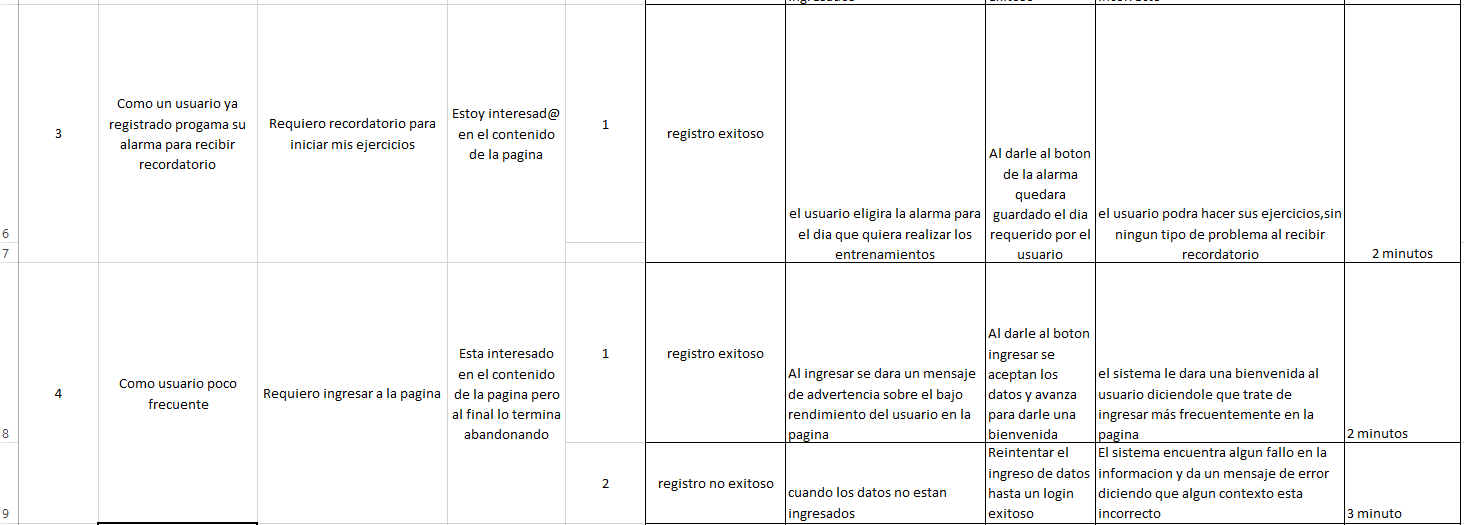 ingresados
exitoso
incorrecto
3
Como un usuario ya
registrado progama su
alarma para recibir
recordatorio
Requiero recordatorio para
iniciar mis ejercicios
Estoy interesad@
en el contenido
de la pagina
1
registro exitoso
el usuario eligira la alarma para
el dia que quiera realizar los
entrenamientos
Al darle al boton
de la alarma
quedara
guardado el dia
requerido por el
usuario
el usuario podra hacer sus ejercicios,sin
ningun tipo de problema al recibir
recordatorio
2 minutos
6
7
4
Como usuario poco
frecuente
Requiero ingresar a la pagina
Esta interesado
en el contenido
de la pagina pero
al final lo termina
abandonando
1
registro exitoso
Al ingresar se dara un mensaje
de advertencia sobre el bajo
rendimiento del usuario en la
pagina
Al darle al boton
ingresar se
aceptan los
datos y avanza
para darle una
bienvenida
el sistema le dara una bienvenida al
usuario diciendole que trate de
ingresar más frecuentemente en la
pagina
2 minutos
8
2
registro no exitoso
cuando los datos no estan
ingresados
Reintentar el
ingreso de datos
hasta un login
exitoso
El sistema encuentra algun fallo en la
informacion y da un mensaje de error
diciendo que algun contexto esta
incorrecto
3 minuto
9